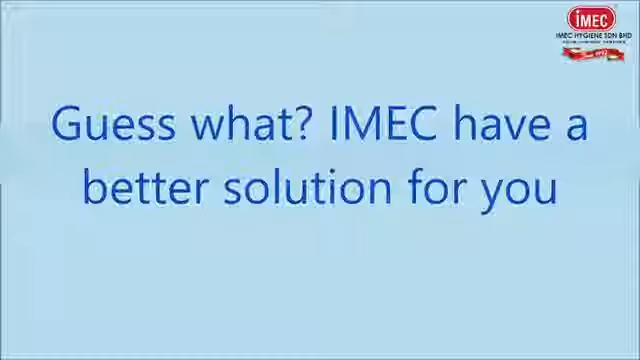 iMEC
IMEC HYGIENE SDN BHD
Guess what? IMEC have a
better solution for you